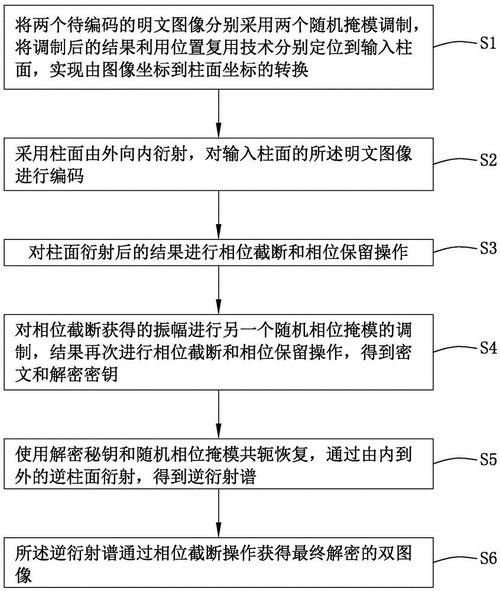 将两个待编码的明文图像分别采用两个随机掩模调制，
将调制后的结果利用位置复用技术分别定位到输入柱
面，实现由图像坐标到柱面坐标的转换
S1
采用柱面由外向内衍射，对输入柱面的所述明文图像
进行编码
S2
对柱面衍射后的结果进行相位截断和相位保留操作
S3
对相位截断获得的振幅进行另一个随机相位掩模的调
制，结果再次进行相位截断和相位保留操作，得到密
文和解密密钥
S4
使用解密秘钥和随机相位掩模共轭恢复，通过由内到
外的逆柱面衍射，得到逆衍射谱
S5
所述逆衍射谱通过相位截断操作获得最终解密的双图
像
S6